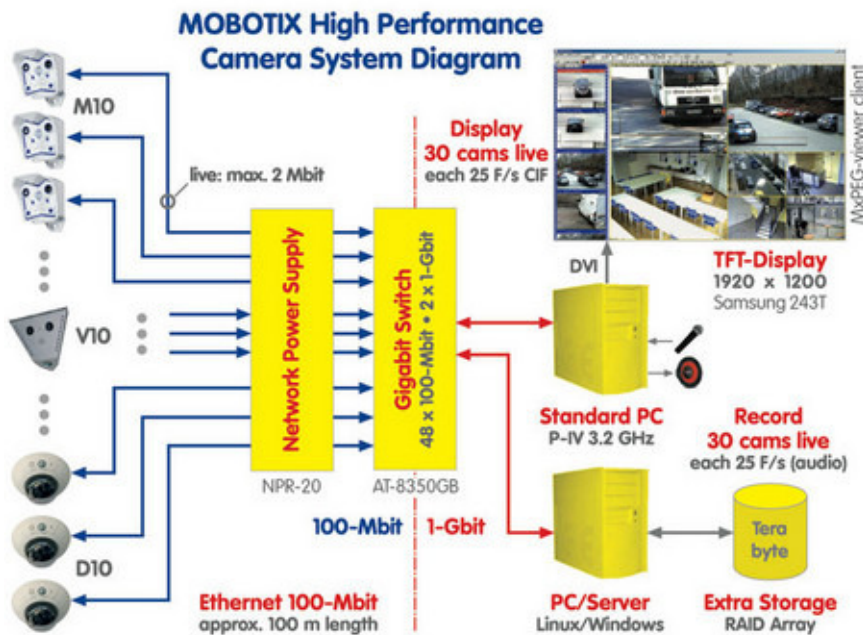 MOBOTIX High Performance
Camera System Diagram
M10
live: max. 2 Mbit
V10
D10
Network Power Supply
NPR-20
Gigabit Switch
48 x 100-Mbit • 2 x 1-Gbit
AT-8350GB
100-Mbit
1-Gbit
Ethernet 100-Mbit
approx. 100 m length
Display
30 cams live
each 25 F/s CIF
MxPEG-viewer client
DVI
TFT-Display
1920 x 1200
Samsung 243T
Standard PC
P-IV 3.2 GHz
Record
30 cams live
each 25 F/s (audio)
PC/Server
Linux/Windows
Tera
byte
Extra Storage
RAID Array